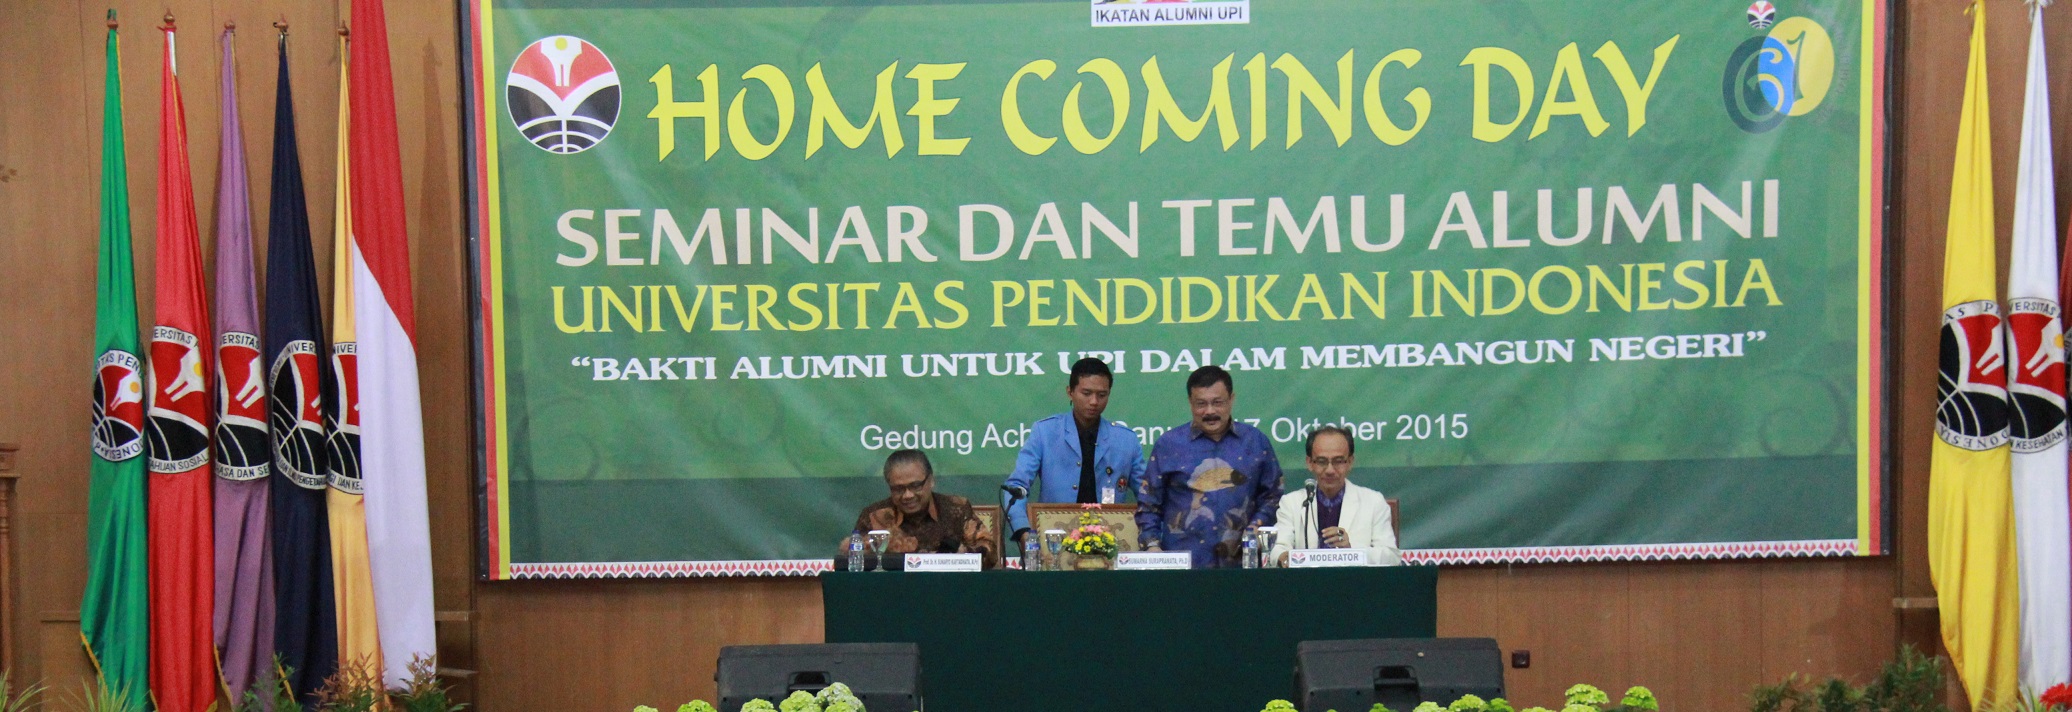 IKATAN ALUMNI UPI
HOME COMING DAY
61
SEMINAR DAN TEMU ALUMNI
UNIVERSITAS PENDIDIKAN INDONESIA
“BAKTI ALUMNI UNTUK UPI DALAM MEMBANGUN NEGERI”
Gedung Oktober 2015
MODERATOR